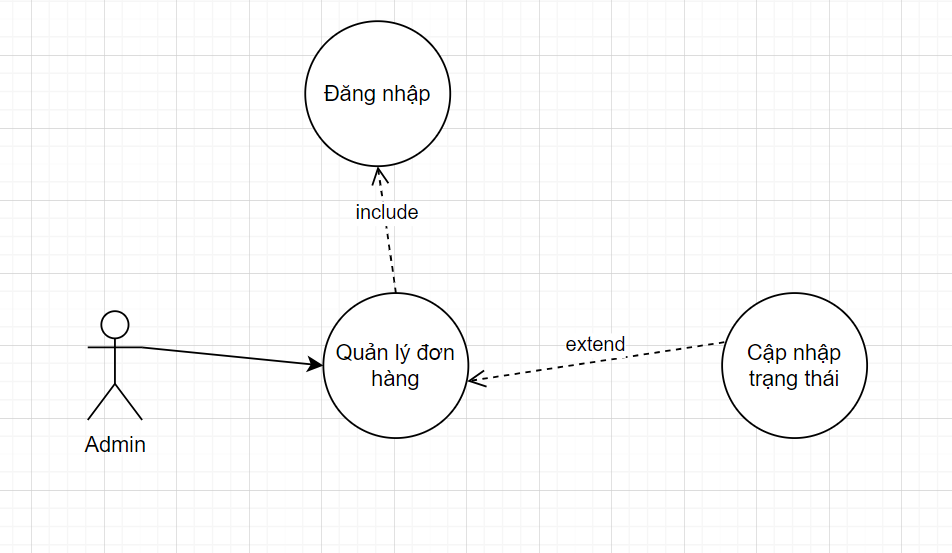 Đăng nhập
include
Quản lý đơn
hàng
extend
Cập nhập
trạng thái
Admin